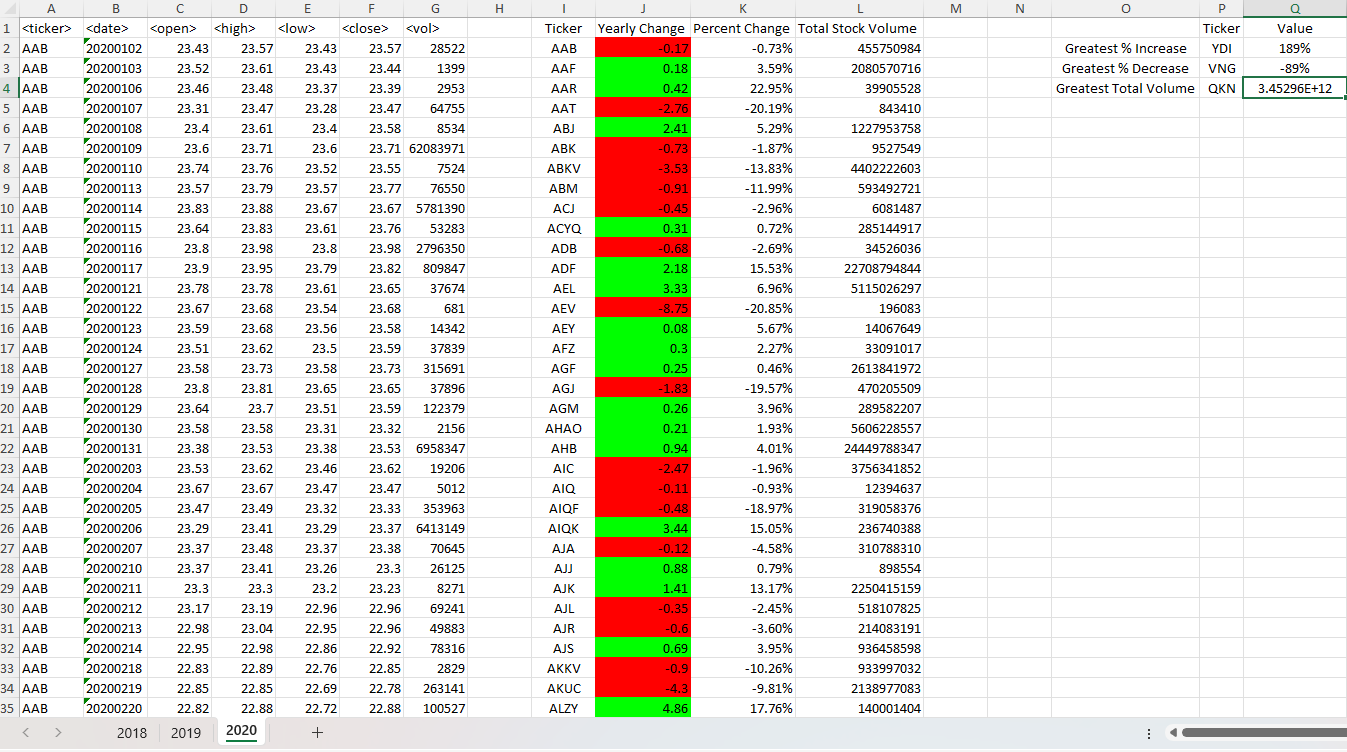 A B C D E F G H I J K L M N O P Q
1 <ticker> <date> <open> <high> <low> <close> <vol> Ticker Yearly Change Percent Change Total Stock Volume Ticker Value
2 AAB 20200102 23.43 23.57 23.43 23.57 28522 AAB -0.17 -0.73% 455750984 Greatest % Increase YDI 189%
3 AAB 20200103 23.52 23.61 23.43 23.44 1399 AAF 0.18 3.59% 2080570716 Greatest % Decrease VNG -89%
4 AAB 20200106 23.46 23.48 23.37 23.39 2953 AAR 0.42 22.95% 39905528 Greatest Total Volume QKN 3.45296E+12
5 AAB 20200107 23.31 23.47 23.28 23.47 64755 AAT -2.76 -20.19% 843410
6 AAB 20200108 23.4 23.61 23.4 23.58 8534 ABJ 2.41 5.29% 1227953758
7 AAB 20200109 23.6 23.71 23.6 23.71 62083971 ABK -0.73 -1.87% 9527549
8 AAB 20200110 23.74 23.76 23.52 23.55 7524 ABKV -3.53 -13.83% 4402222603
9 AAB 20200113 23.57 23.79 23.57 23.77 76550 ABM -0.91 -11.99% 593492721
10 AAB 20200114 23.83 23.88 23.67 23.67 5781390 ACJ -0.45 -2.96% 6081487
11 AAB 20200115 23.64 23.83 23.61 23.76 53283 ACYQ 0.31 0.72% 285144917
12 AAB 20200116 23.8 23.98 23.8 23.98 2796350 ADB -0.68 -2.69% 34526036
13 AAB 20200117 23.9 23.95 23.79 23.82 809847 ADF 2.18 15.53% 22708794844
14 AAB 20200121 23.78 23.78 23.61 23.65 37674 AEL 3.33 6.96% 5115026297
15 AAB 20200122 23.67 23.68 23.54 23.68 681 AEV -8.75 -20.85% 196083
16 AAB 20200123 23.59 23.68 23.56 23.58 14342 AEY 0.08 5.67% 14067649
17 AAB 20200124 23.51 23.62 23.5 23.59 37839 AFZ 0.3 2.27% 33091017
18 AAB 20200127 23.58 23.73 23.58 23.73 315691 AGF 0.25 0.46% 2613841972
19 AAB 20200128 23.8 23.81 23.65 23.65 37896 AGJ -1.83 -19.57% 470205509
20 AAB 20200129 23.64 23.7 23.51 23.59 122379 AGM 0.26 3.96% 289582207
21 AAB 20200130 23.58 23.58 23.31 23.32 2156 AHAO 0.21 1.93% 5606228557
22 AAB 20200131 23.38 23.53 23.38 23.53 6958347 AHB 0.94 4.01% 24449788347
23 AAB 20200203 23.53 23.62 23.46 23.62 19206 AIC -2.47 -1.96% 3756341852
24 AAB 20200204 23.67 23.67 23.47 23.47 5012 AIQ -0.11 -0.93% 12394637
25 AAB 20200205 23.47 23.49 23.32 23.33 353963 AIQF -0.48 -18.97% 319058376
26 AAB 20200206 23.29 23.41 23.29 23.37 6413149 AIQK 3.44 15.05% 236740388
27 AAB 20200207 23.37 23.48 23.37 23.38 70645 AJA -0.12 -4.58% 310788310
28 AAB 20200210 23.37 23.41 23.26 23.3 26125 AJJ 0.88 0.79% 898554
29 AAB 20200211 23.3 23.3 23.2 23.23 8271 AJK 1.41 13.17% 2250415159
30 AAB 20200212 23.17 23.19 22.96 22.96 69241 AJL -0.35 -2.45% 518107825
31 AAB 20200213 22.98 23.04 22.95 22.96 49883 AJR -0.6 -3.60% 214083191
32 AAB 20200214 22.95 22.98 22.86 22.92 78316 AJS 0.69 3.95% 936458598
33 AAB 20200218 22.83 22.89 22.76 22.85 2829 AKKV -0.9 -10.26% 933997032
34 AAB 20200219 22.85 22.85 22.69 22.78 263141 AKUC -4.3 -9.81% 2138977083
35 AAB 20200220 22.82 22.88 22.72 22.88 100527 ALZY 4.86 17.76% 140001404
2018 2019 2020